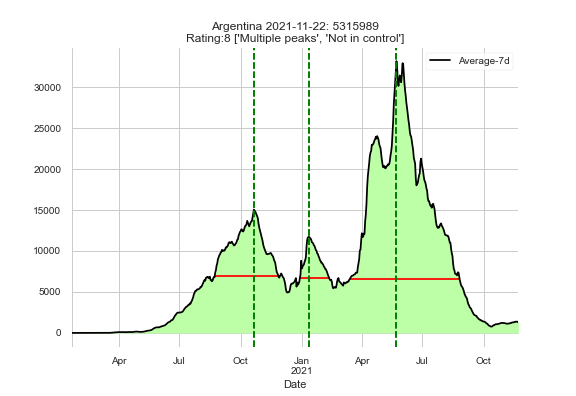 Argentina 2021-11-22: 5315989
Rating:8 ['Multiple peaks', 'Not in control']
Average-7d
30000
25000
20000
15000
10000
5000
0
Apr Jul Oct Jan Apr Jul Oct
2021
Date